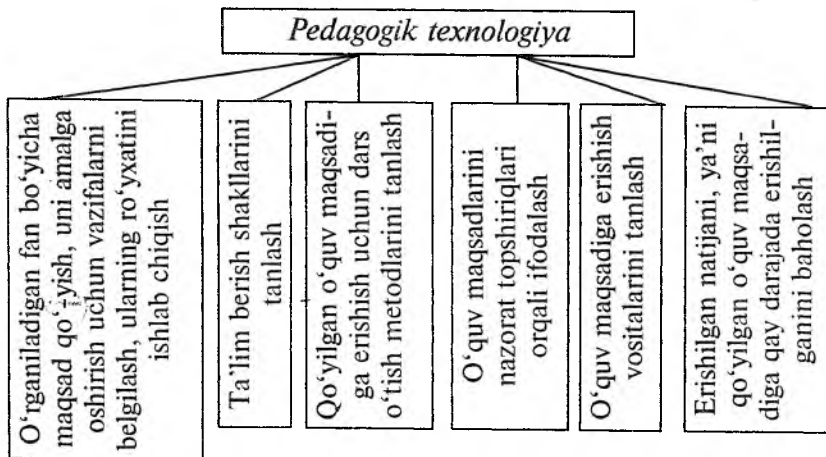 Pedagogik texnologiya
O‘rganiladigan fan bo‘yicha
maqsad qo‘yish, uni amalga
oshirish uchun vazifalarni
belgilash, ularning ro‘yxatini
ishlab chiqish
Ta’lim berish shakllarini
tanlash
Qo‘yilgan o‘quv maqsadi-
ga erishish uchun dars
o‘tish metodlarini tanlash
O‘quv maqsadlarini
nazorat topshiriqlari
orqali ifodalash
O‘quv maqsadiga erishish
vositalarini tanlash
Erishilgan natijani, ya’ni
qo‘yilgan o‘quv maqsa-
diga qay darajada erishil-
ganini baholash